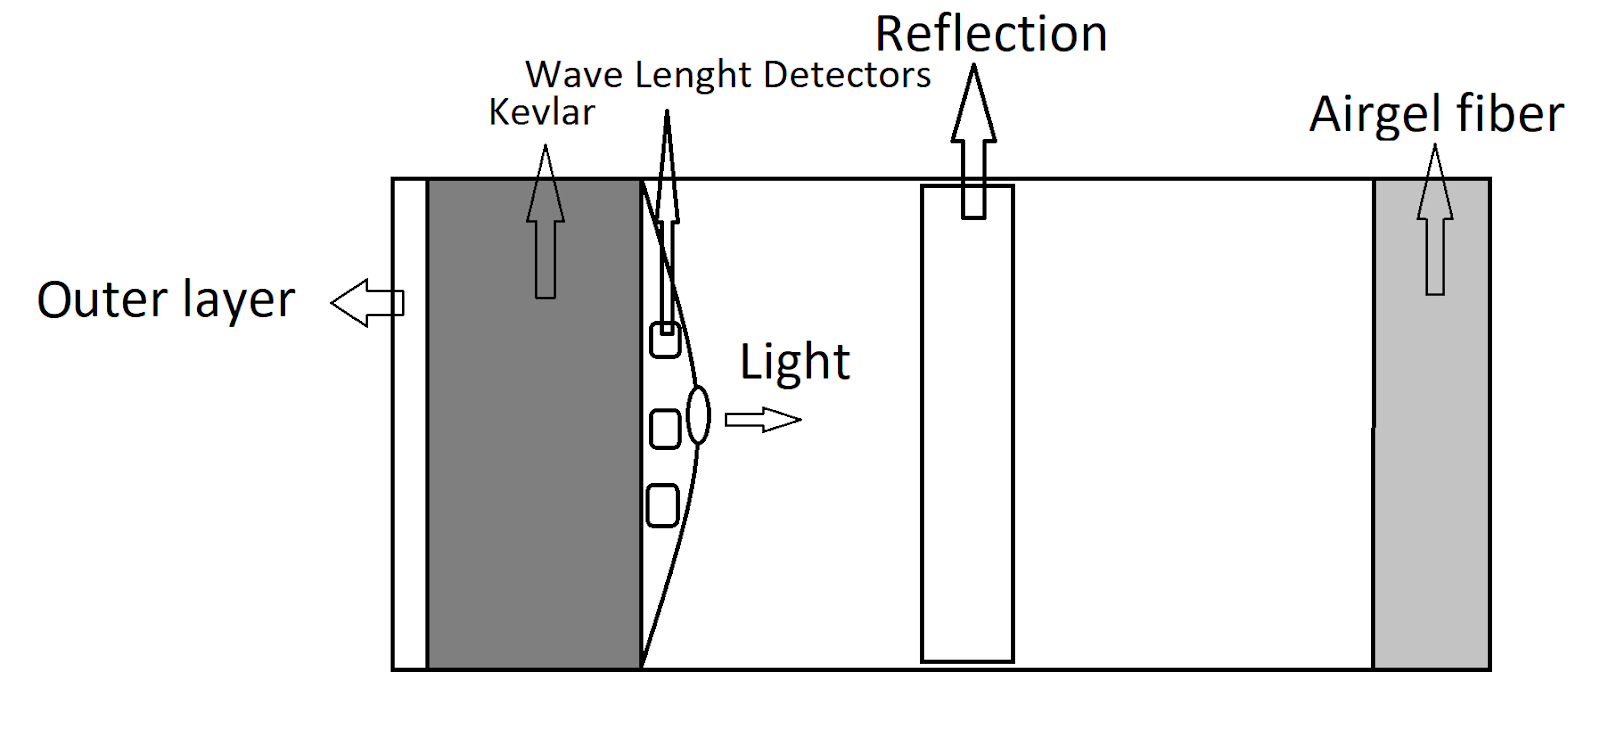 Reflection
Wave Lenght Detectors
Kevlar
Airgel fiber
Outer layer
Light